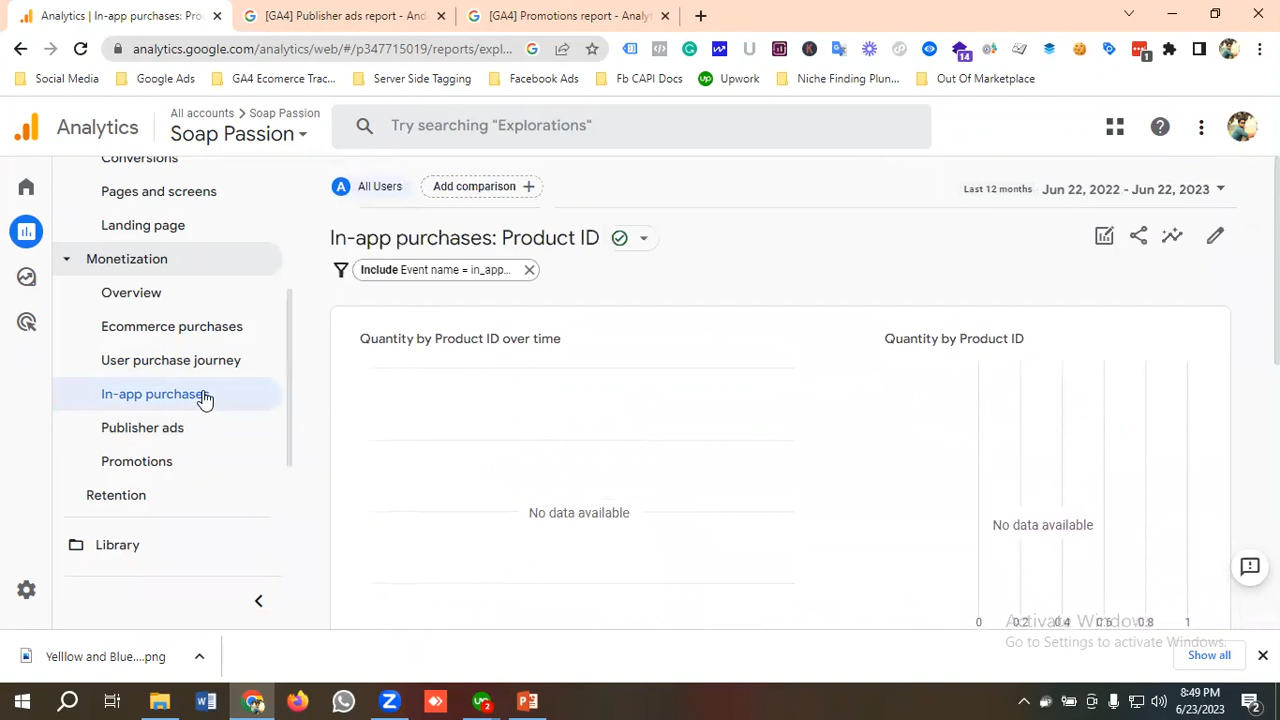 Analytics | In-app purchases: Pro
[GA4] Publisher ads report - And
[GA4] Promotions report - Analyt
analytics.google.com/analytics/web/#/p347715019/reports/expl...
14
1
Social Media
Google Ads
GA4 Ecomerce Trac...
Server Side Tagging
Facebook Ads
Fb CAPI Docs
Upwork
Niche Finding Plun...
Out Of Marketplace
Analytics
All accounts > Soap Passion
Soap Passion
Try searching "Explorations"
Conversions
Pages and screens
Landing page
Monetization
Overview
Ecommerce purchases
User purchase journey
In-app purchases
Publisher ads
Promotions
Retention
Library
A All Users
Add comparison +
Last 12 months Jun 22, 2022 - Jun 22, 2023
In-app purchases: Product ID
Include Event name = in_app...
Quantity by Product ID over time
No data available
Quantity by Product ID
No data available
0 0.2 0.4 0.6 0.8 1
Activate Windows
Go to Settings to activate Windows.
Yelllow and Blue....png
Show all
2
8:49 PM
6/23/2023
2